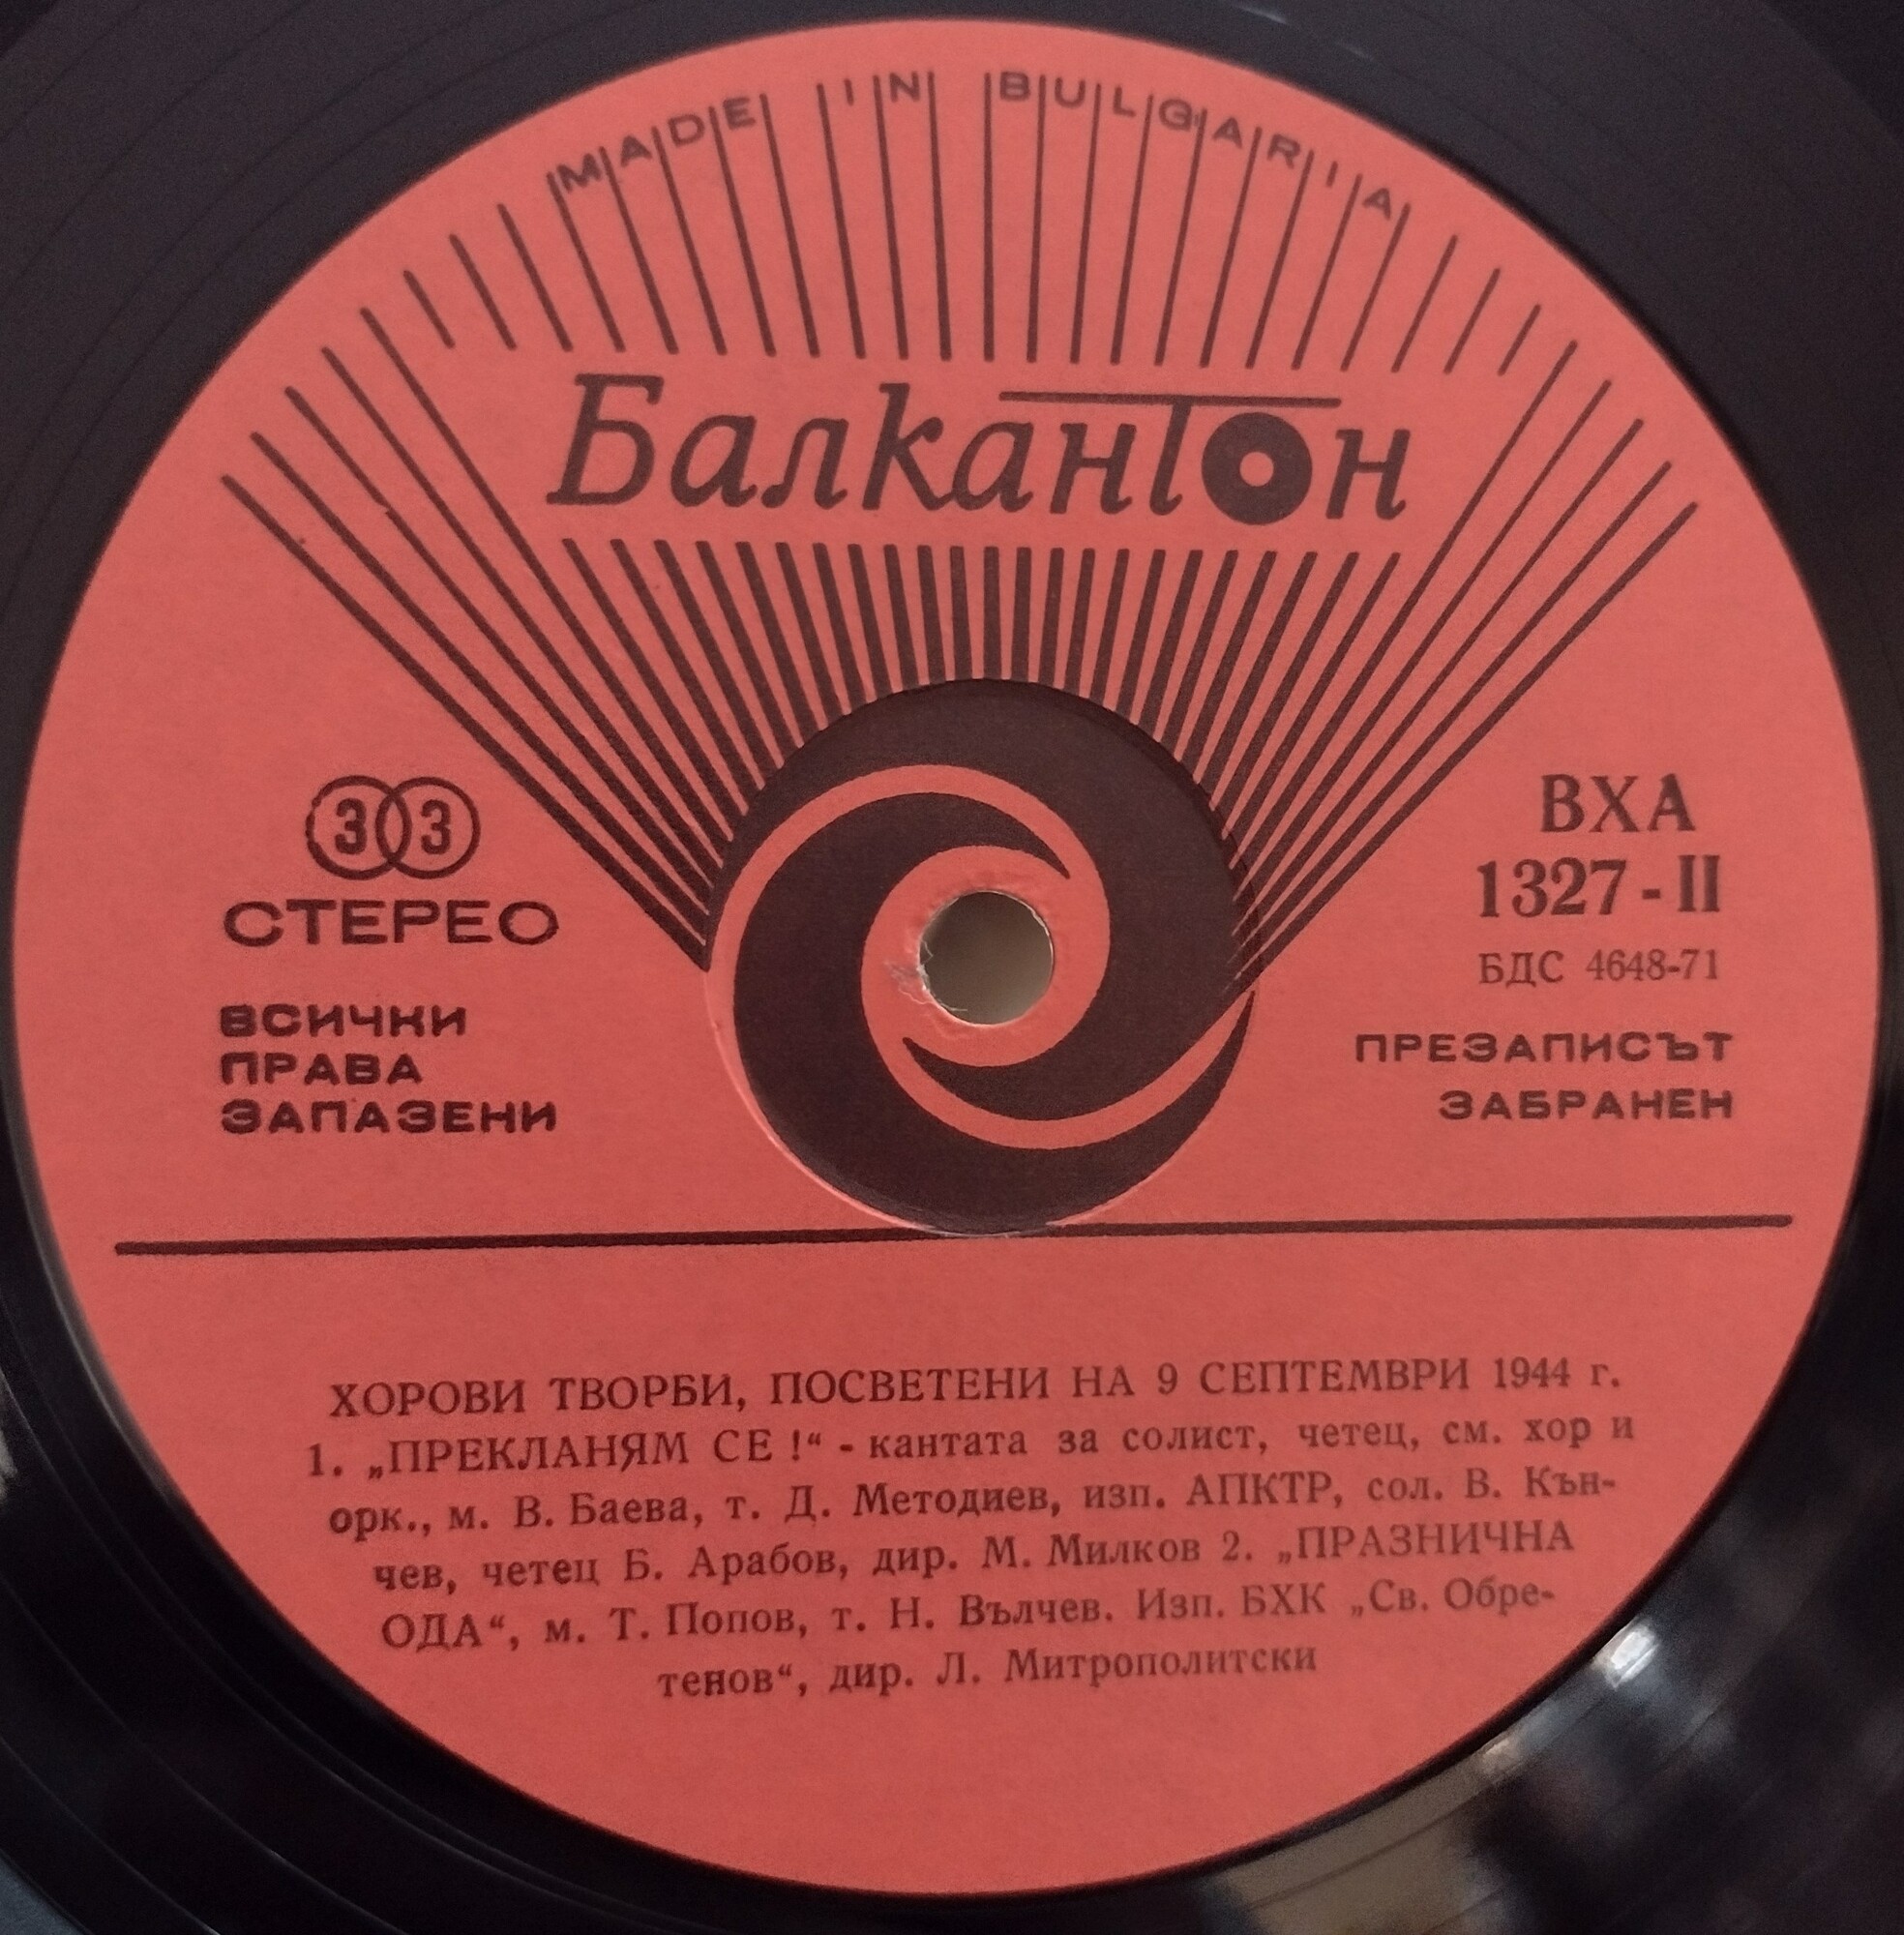 MADE IN BULGARIA
Балкантон
33
СТЕРЕО
ВСИЧКИ
ПРАВА
ЗАПАЗЕНИ
ВХА
1327-II
БДС 4648-71
ПРЕЗАПИСЪТ
ЗАБРАНЕН
ХОРОВИ ТВОРБИ, ПОСВЕТЕНИ НА 9 СЕПТЕМВРИ 1944 г.
1. „ПРЕКЛАНЯМ СЕ !“ - кантата за солист, четец, см. хор и
орк., м. В. Баева, т. Д. Методиев, изп. АПКТР, сол. В. Кън-
чев, четец Б. Арабов, дир. М. Милков 2. „ПРАЗНИЧНА
ОДА“, м. Т. Попов, т. Н. Вълчев. Изп. БХК „Св. Обре-
тенов“, дир. Л. Митрополитски